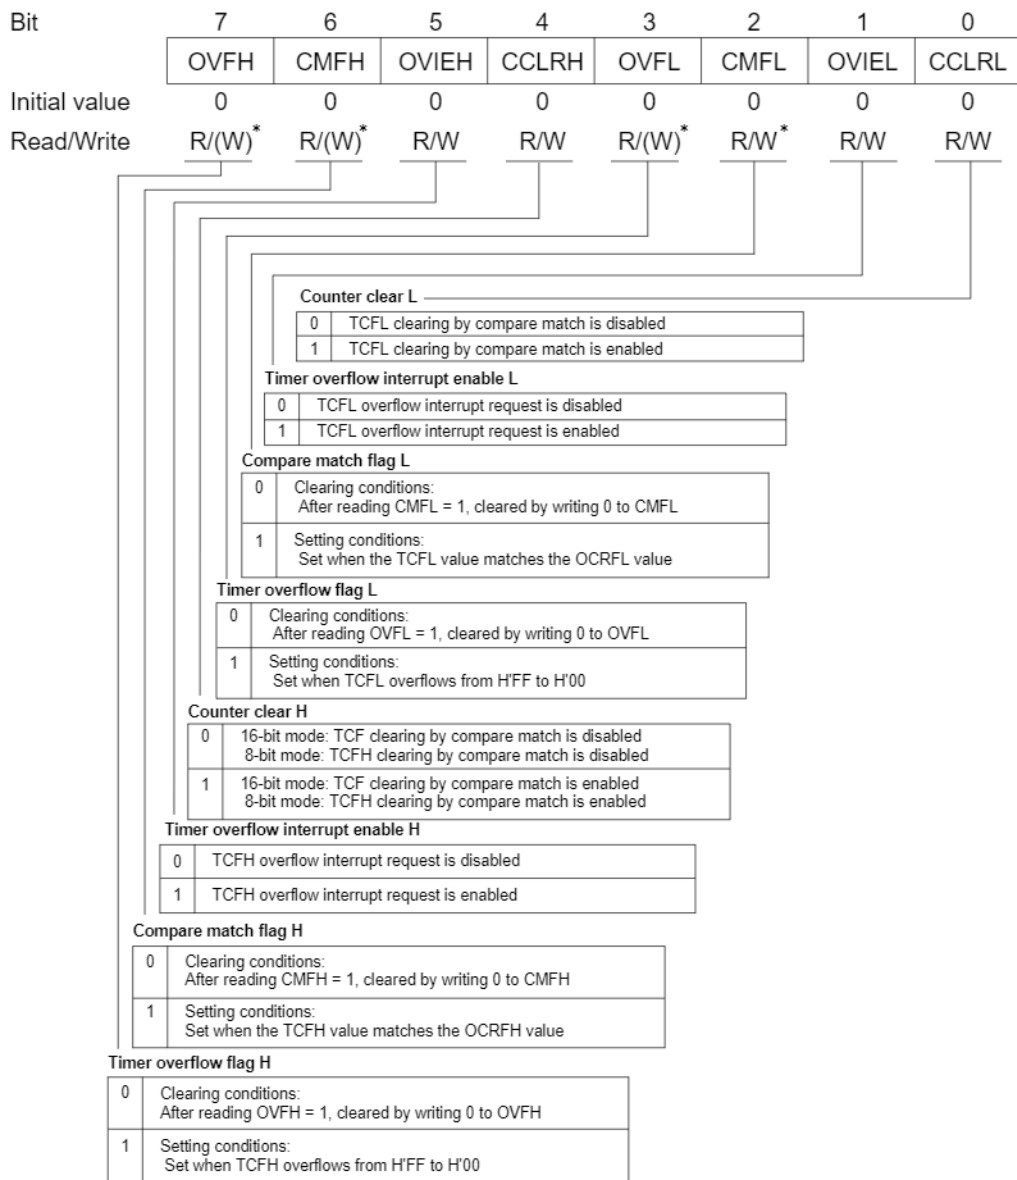 Bit 7 6 5 4 3 2 1 0
OVFH CMFH OVIEH CCLRH OVFL CMFL OVIEL CCLRL
Initial value 0 0 0 0 0 0 0 0
Read/Write R/(W)* R/(W)* R/W R/W R/(W)* R/W* R/W R/W
Counter clear L
0 TCFL clearing by compare match is disabled
1 TCFL clearing by compare match is enabled
Timer overflow interrupt enable L
0 TCFL overflow interrupt request is disabled
1 TCFL overflow interrupt request is enabled
Compare match flag L
0 Clearing conditions:
After reading CMFL = 1, cleared by writing 0 to CMFL
1 Setting conditions:
Set when the TCFL value matches the OCRFL value
Timer overflow flag L
0 Clearing conditions:
After reading OVFL = 1, cleared by writing 0 to OVFL
1 Setting conditions:
Set when TCFL overflows from H'FF to H'00
Counter clear H
0 16-bit mode: TCF clearing by compare match is disabled
8-bit mode: TCFH clearing by compare match is disabled
1 16-bit mode: TCF clearing by compare match is enabled
8-bit mode: TCFH clearing by compare match is enabled
Timer overflow interrupt enable H
0 TCFH overflow interrupt request is disabled
1 TCFH overflow interrupt request is enabled
Compare match flag H
0 Clearing conditions:
After reading CMFH = 1, cleared by writing 0 to CMFH
1 Setting conditions:
Set when the TCFH value matches the OCRFH value
Timer overflow flag H
0 Clearing conditions:
After reading OVFH = 1, cleared by writing 0 to OVFH
1 Setting conditions:
Set when TCFH overflows from H'FF to H'00